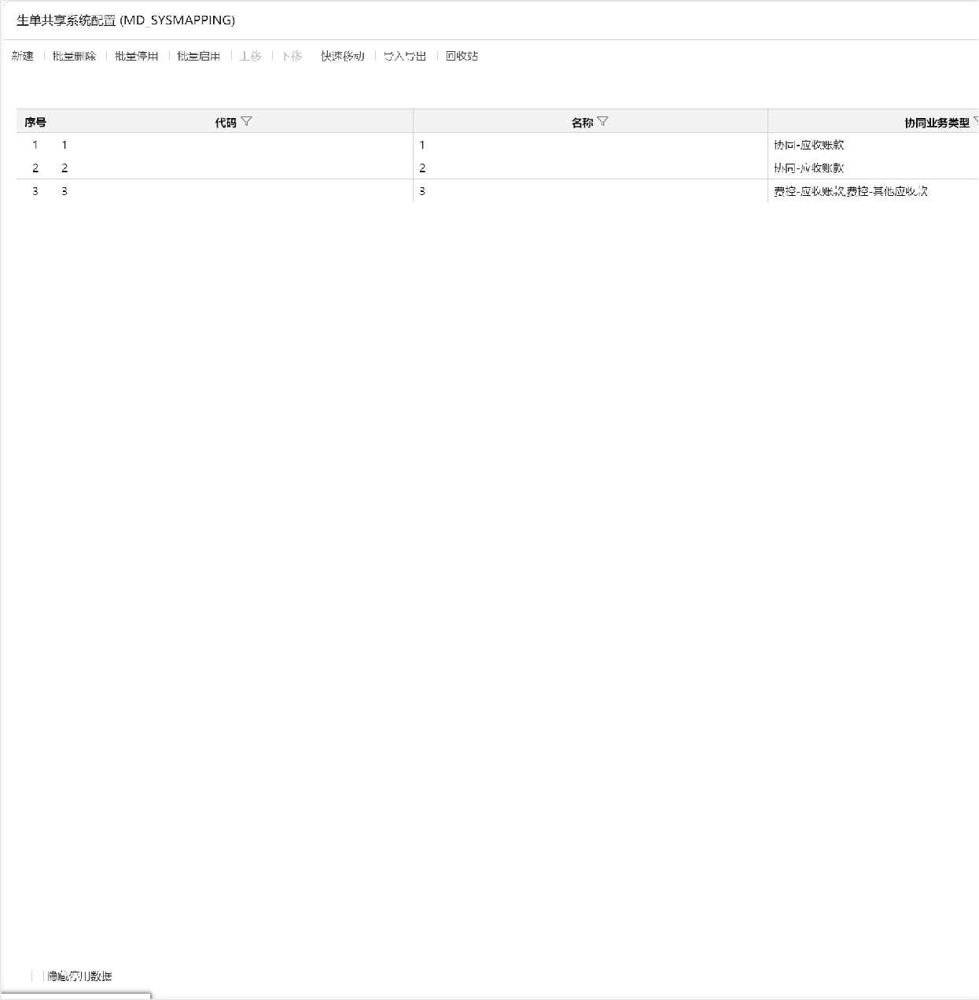 生单共享系统配置 (MD_SYSMAPPING)
新建 批量删除 批量停用 批量启用 上移 下移 快速移动 导入导出 回收站
序号 代码 名称 协同业务类型
1 1 1 协同-应收账款
2 2 2 协同-应收账款
3 3 3 费控-应收账款,费控-其他应收款
隐藏停用数据